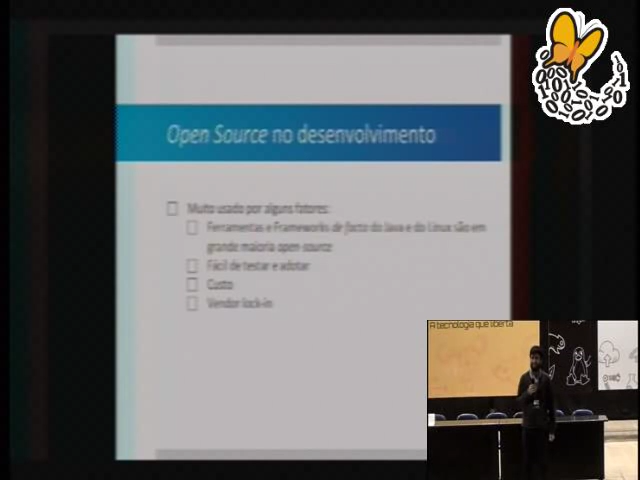 Open Source no desenvolvimento
Muito usado por alguns fatores:
Ferramentas e Frameworks de facto do Java e do Linux são em
grande maioria open source
Fácil de testar e adotar
Custo
Vendor lock-in
A tecnologia que liberta